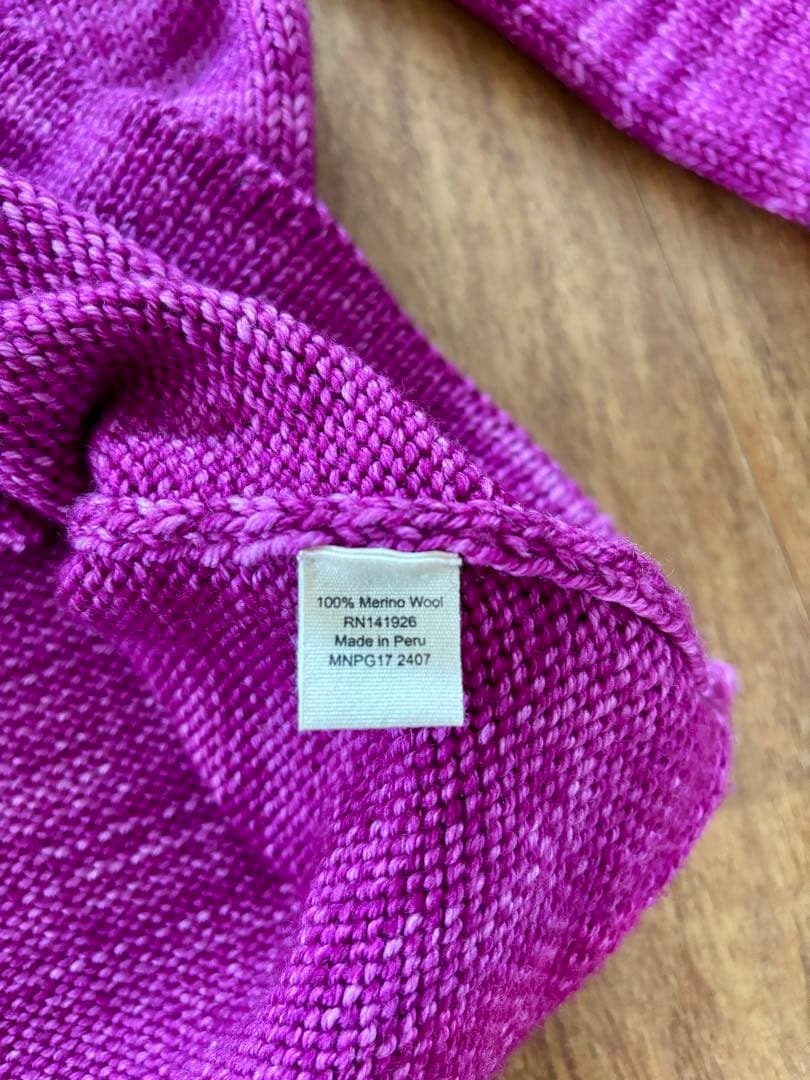 100% Merino Wool
RN141926
Made in Peru
MNPG17 2407